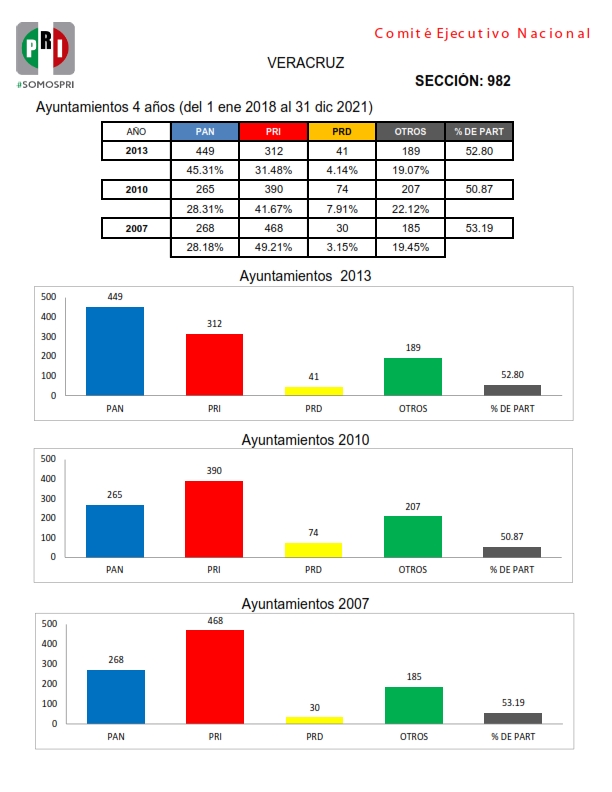 Comité Ejecutivo Nacional
PRI
#SOMOSPRI
VERACRUZ
SECCIÓN: 982
Ayuntamientos 4 años (del 1 ene 2018 al 31 dic 2021)
AÑO PAN PRI PRD OTROS % DE PART
2013 449 312 41 189 52.80
45.31% 31.48% 4.14% 19.07%
2010 265 390 74 207 50.87
28.31% 41.67% 7.91% 22.12%
2007 268 468 30 185 53.19
28.18% 49.21% 3.15% 19.45%
Ayuntamientos 2013
500
400
300
200
100
0
449
312
41
189
52.80
PAN PRI PRD OTROS % DE PART
Ayuntamientos 2010
500
400
300
200
100
0
265
390
74
207
50.87
PAN PRI PRD OTROS % DE PART
Ayuntamientos 2007
500
400
300
200
100
0
268
468
30
185
53.19
PAN PRI PRD OTROS % DE PART